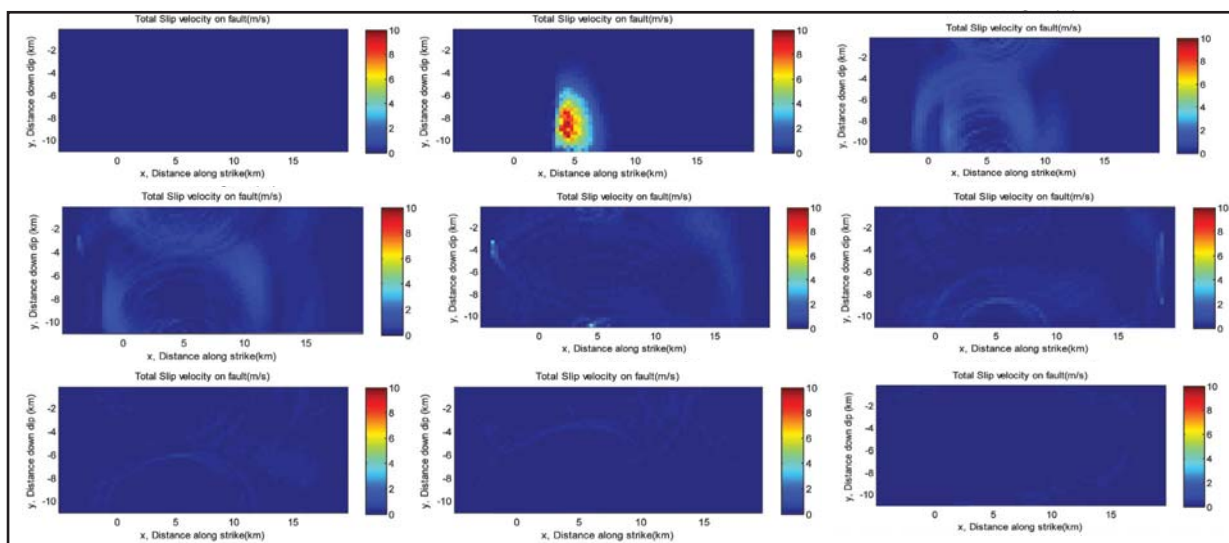 Total Slip velocity on fault(m/s)
y, Distance down dip (km)
-2
-4
-6
-8
-10
0 5 10 15
x, Distance along strike(km)
10
8
6
4
2
0
Total Slip velocity on fault(m/s)
y, Distance down dip (km)
-2
-4
-6
-8
-10
0 5 10 15
x, Distance along strike(km)
10
8
6
4
2
0
Total Slip velocity on fault(m/s)
y, Distance down dip (km)
-2
-4
-6
-8
-10
0 5 10 15
x, Distance along strike(km)
10
8
6
4
2
0
Total Slip velocity on fault(m/s)
y, Distance down dip (km)
-2
-4
-6
-8
-10
0 5 10 15
x, Distance along strike(km)
10
8
6
4
2
0
Total Slip velocity on fault(m/s)
y, Distance down dip (km)
-2
-4
-6
-8
-10
0 5 10 15
x, Distance along strike(km)
10
8
6
4
2
0
Total Slip velocity on fault(m/s)
y, Distance down dip (km)
-2
-4
-6
-8
-10
0 5 10 15
x, Distance along strike(km)
10
8
6
4
2
0
Total Slip velocity on fault(m/s)
y, Distance down dip (km)
-2
-4
-6
-8
-10
0 5 10 15
x, Distance along strike(km)
10
8
6
4
2
0
Total Slip velocity on fault(m/s)
y, Distance down dip (km)
-2
-4
-6
-8
-10
0 5 10 15
x, Distance along strike(km)
10
8
6
4
2
0
Total Slip velocity on fault(m/s)
y, Distance down dip (km)
-2
-4
-6
-8
-10
0 5 10 15
x, Distance along strike(km)
10
8
6
4
2
0